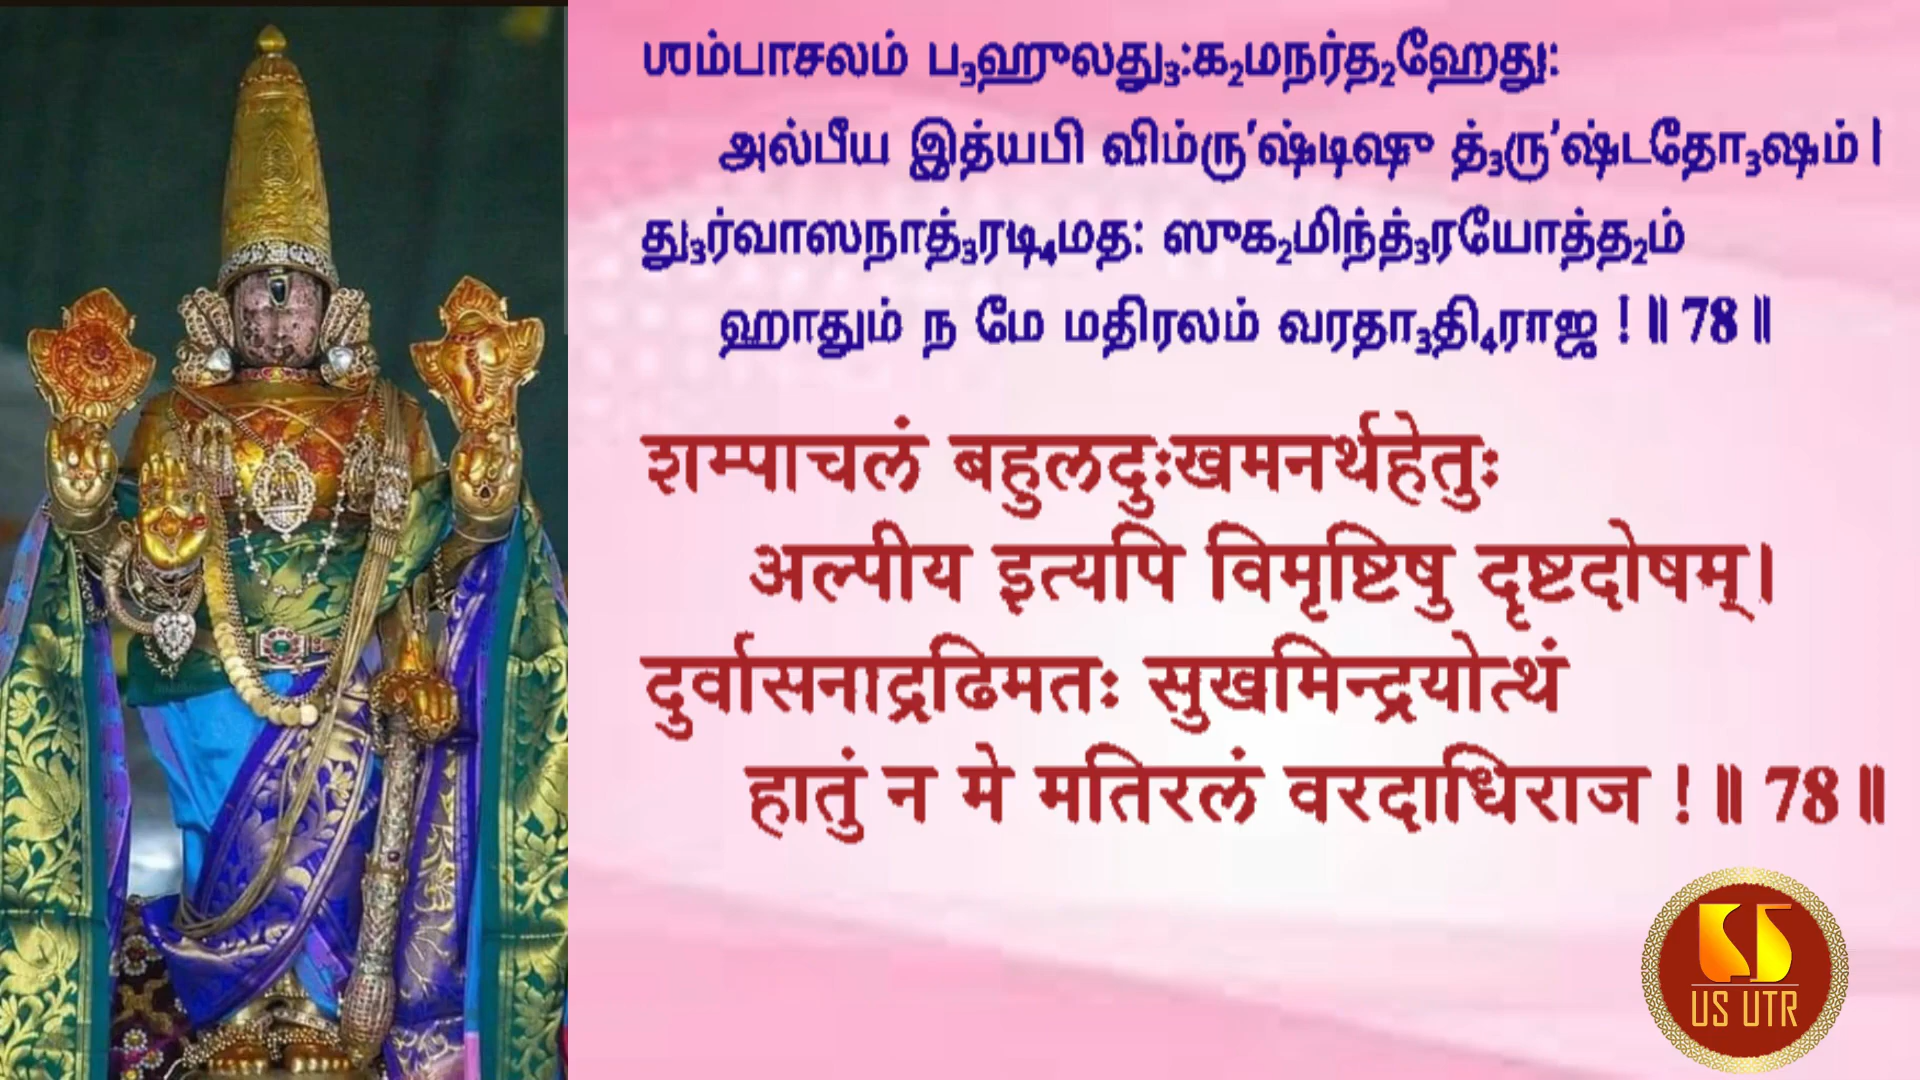 ஶம்பாசலம் ப₃ஹுலது₃:க₂மநர்த₂ஹேது:
அல்பீய இத்யபி விம்ரு’ஷ்டிஷு த்₃ரு’ஷ்டதோ₃ஷம் |
து₃ர்வாஸநாத்₃ரடி₄மத: ஸுக₂மிந்த்₃ரயோத்த₂ம்
ஹாதும் ந மே மதிரலம் வரதா₃தி₄ராஜ ! ॥ 78 ॥
शम्पाचलं बहुलदुःखमनर्थहेतुः
अल्पीय इत्यपि विमृष्टिषु दृष्टदोषम्।
दुर्वासनाद्रढिमतः सुखमिन्द्रयोत्थं
हातुं न मे मतिरलं वरदाधिराज ! ॥ 78 ॥
US UTR